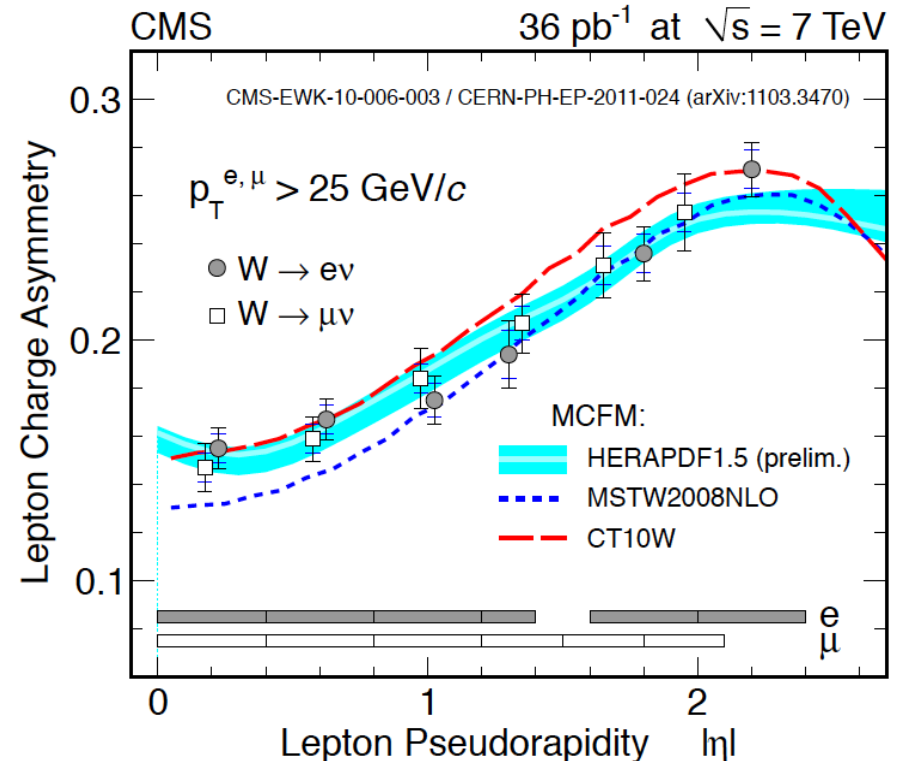 CMS 36 pb⁻¹ at √s = 7 TeV
CMS-EWK-10-006-003 / CERN-PH-EP-2011-024 (arXiv:1103.3470)
p_T^{e, μ} > 25 GeV/c
W → eν
W → μν
MCFM:
HERAPDF1.5 (prelim.)
MSTW2008NLO
CT10W
e
μ
Lepton Charge Asymmetry
0.3
0.2
0.1
0 1 2
Lepton Pseudorapidity |η|